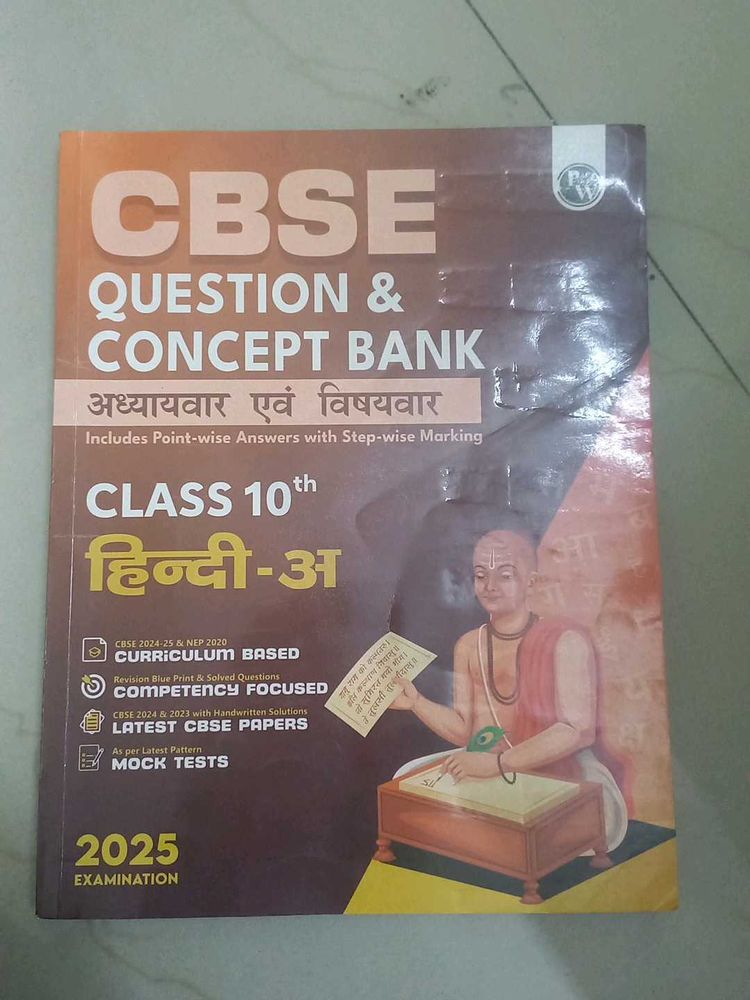 CBSE
QUESTION &
CONCEPT BANK
अध्यायवार एवं विषयवार
Includes Point-wise Answers with Step-wise Marking
CLASS 10th
हिन्दी - अ
CBSE 2024-25 & NEP 2020
CURRICULUM BASED
Revision Blue Print & Solved Questions
COMPETENCY FOCUSED
CBSE 2024 & 2023 with Handwritten Solutions
LATEST CBSE PAPERS
As per Latest Pattern
MOCK TESTS
2025
EXAMINATION